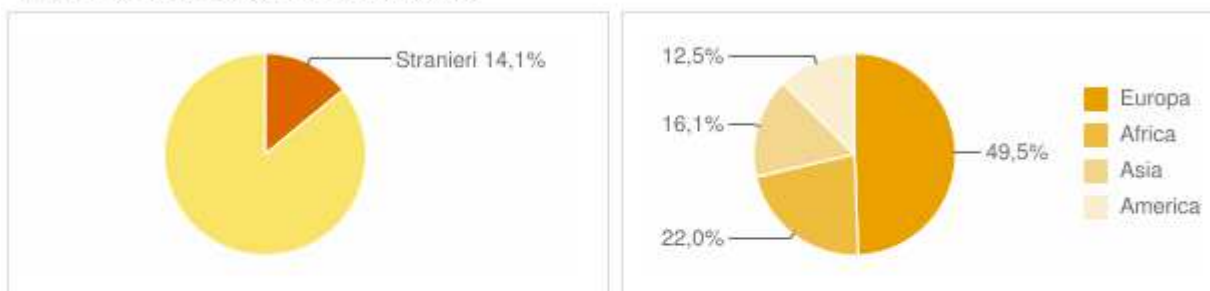 Stranieri 14,1%
12,5%
16,1%
22,0%
49,5%
Europa
Africa
Asia
America